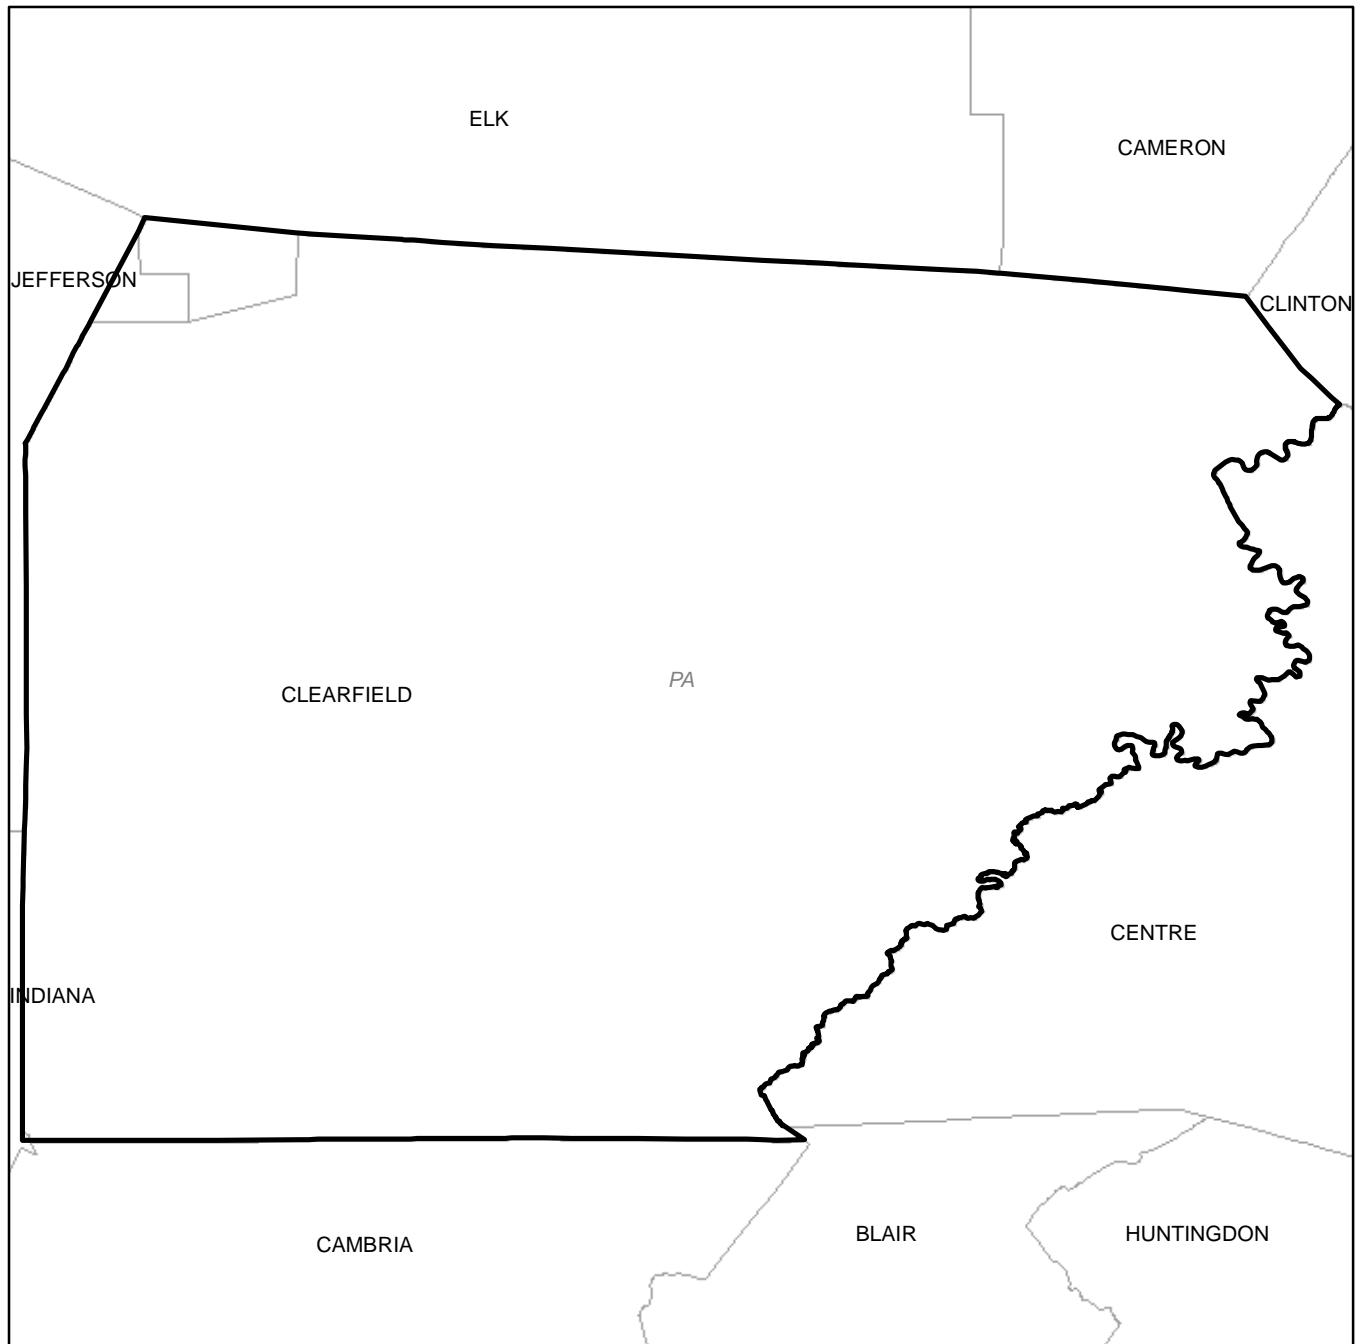 ELK
CAMERON
JEFFERSON
CLINTON
PA
CLEARFIELD
CENTRE
INDIANA
BLAIR
HUNTINGDON
CAMBRIA